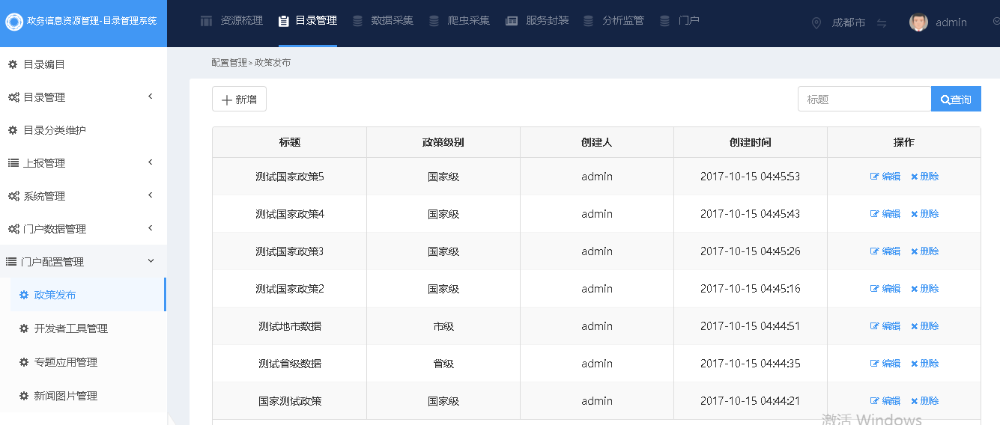 政务信息资源管理-目录管理系统
资源梳理 目录管理 数据采集 爬虫采集 服务封装 分析监管 门户 成都市 admin
目录编目
目录管理
目录分类维护
上报管理
系统管理
门户数据管理
门户配置管理
政策发布
开发者工具管理
专题应用管理
新闻图片管理
配置管理> 政策发布
新增
标题 查询
标题 政策级别 创建人 创建时间 操作
测试国家政策5 国家级 admin 2017-10-15 04:45:53 编辑 删除
测试国家政策4 国家级 admin 2017-10-15 04:45:43 编辑 删除
测试国家政策3 国家级 admin 2017-10-15 04:45:26 编辑 删除
测试国家政策2 国家级 admin 2017-10-15 04:45:16 编辑 删除
测试地市数据 市级 admin 2017-10-15 04:44:51 编辑 删除
测试省级数据 省级 admin 2017-10-15 04:44:35 编辑 删除
国家测试政策 国家级 admin 2017-10-15 04:44:21 编辑 删除
激活 Windows